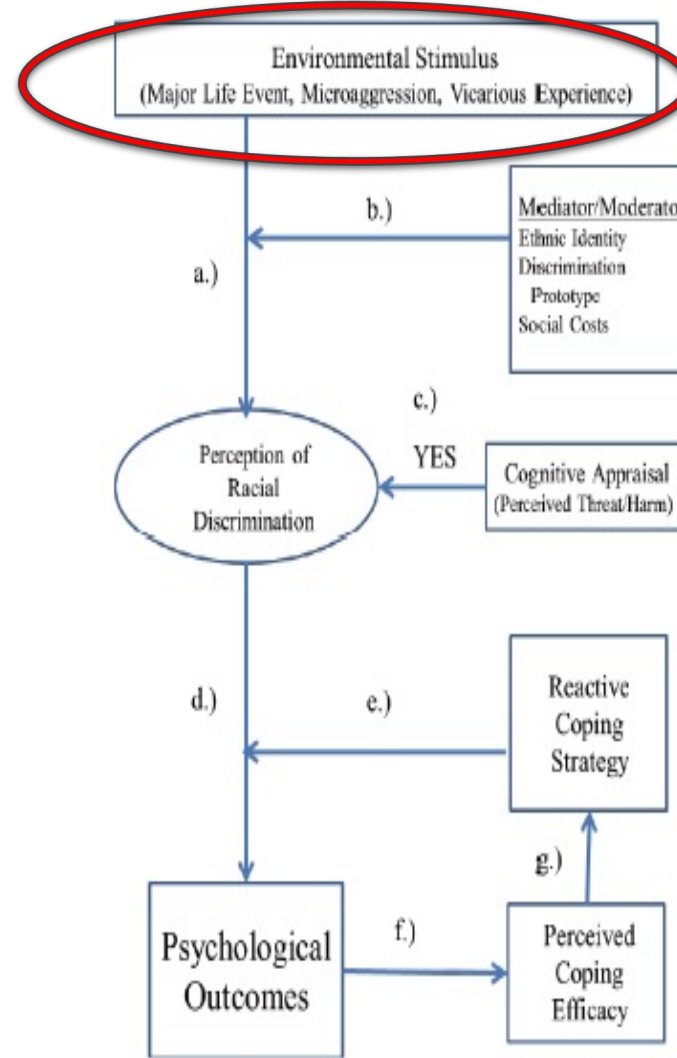 Environmental Stimulus
(Major Life Event, Microaggression, Vicarious Experience)
b.)
Mediator/Moderato
Ethnic Identity
Discrimination
Prototype
Social Costs
a.)
c.)
YES
Perception of
Racial
Discrimination
Cognitive Appraisal
(Perceived Threat/Harm)
d.)
e.)
Reactive
Coping
Strategy
g.)
Psychological
Outcomes
f.)
Perceived
Coping
Efficacy